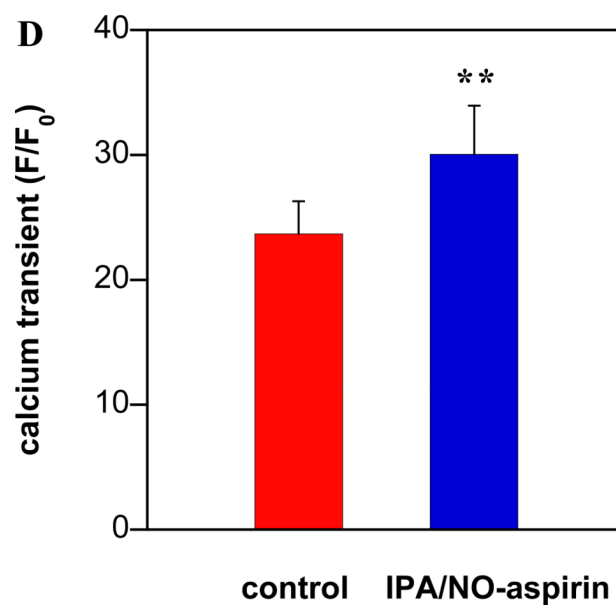 D
calcium transient (F/F0)
40
30
20
10
0
**
control
IPA/NO-aspirin